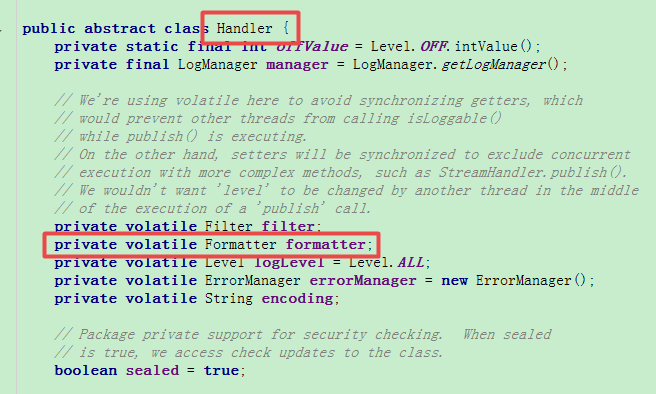 public abstract class Handler {
private static final int offValue = Level.OFF.intValue();
private final LogManager manager = LogManager.getLogManager();
// We're using volatile here to avoid synchronizing getters, which
// would prevent other threads from calling isLoggable()
// while publish() is executing.
// On the other hand, setters will be synchronized to exclude concurrent
// execution with more complex methods, such as StreamHandler.publish().
// We wouldn't want 'level' to be changed by another thread in the middle
// of the execution of a 'publish' call.
private volatile Filter filter;
private volatile Formatter formatter;
private volatile Level logLevel = Level.ALL;
private volatile ErrorManager errorManager = new ErrorManager();
private volatile String encoding;
// Package private support for security checking.  When sealed
// is true, we access check updates to the class.
boolean sealed = true;